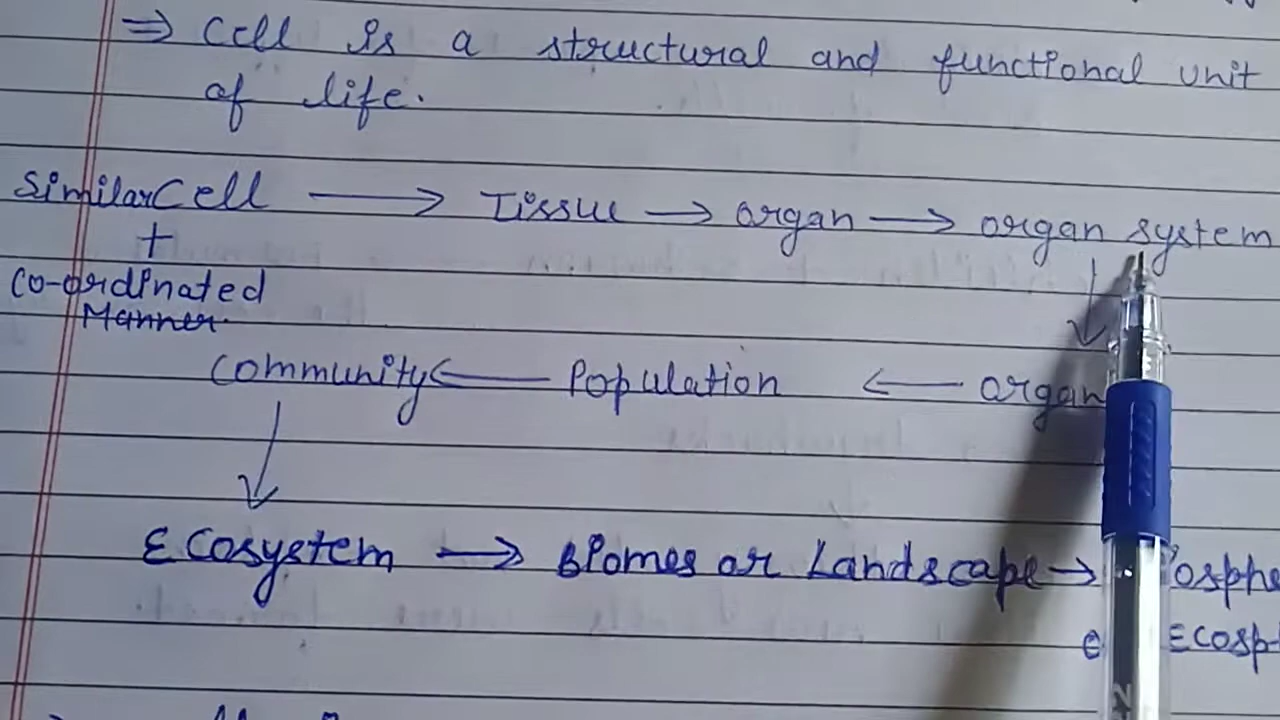 ⇒ Cell is a structural and functional unit
of life.
Similar Cell → Tissue → organ → organ system
+
Co-ordinated
Manner
Community ← Population ← organ
↓
Ecosystem → Biomes or Landscape →